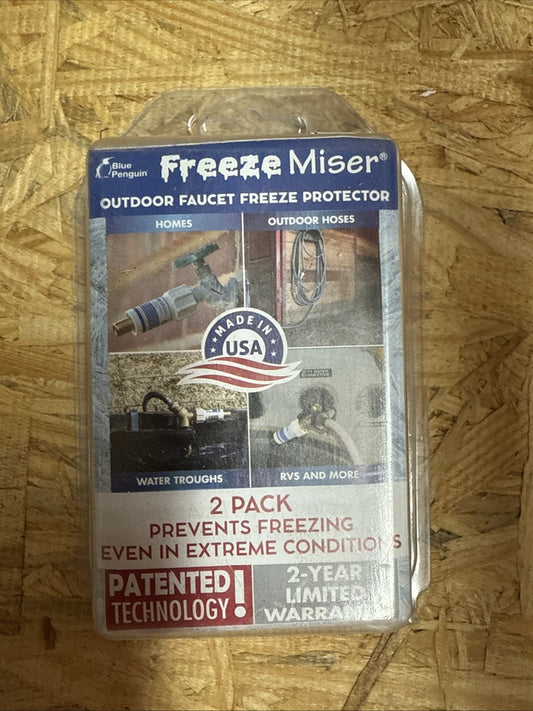 Blue
Penguin
Freeze Miser®
OUTDOOR FAUCET FREEZE PROTECTOR
HOMES
OUTDOOR HOSES
MADE IN
USA
WATER TROUGHS
RVS AND MORE
2 PACK
PREVENTS FREEZING
EVEN IN EXTREME CONDITIONS
PATENTED
TECHNOLOGY!
2-YEAR
LIMITED
WARRANTY